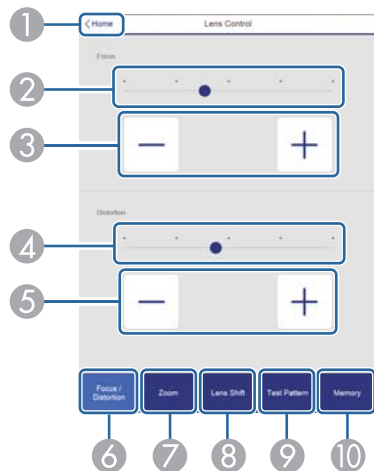 1 < Home Lens Control
Focus
2
3 − +
Distortion
4
5 − +
Focus / Distortion Zoom Lens Shift Test Pattern Memory
6 7 8 9 10